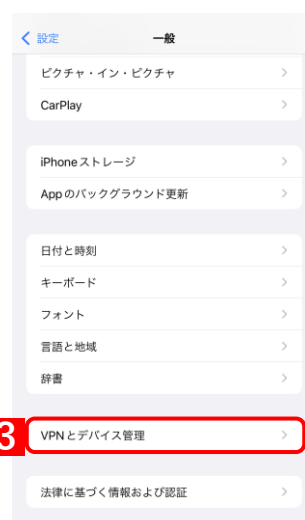 設定
一般
ピクチャ・イン・ピクチャ
CarPlay
iPhoneストレージ
Appのバックグラウンド更新
日付と時刻
キーボード
フォント
言語と地域
辞書
3
VPNとデバイス管理
法律に基づく情報および認証